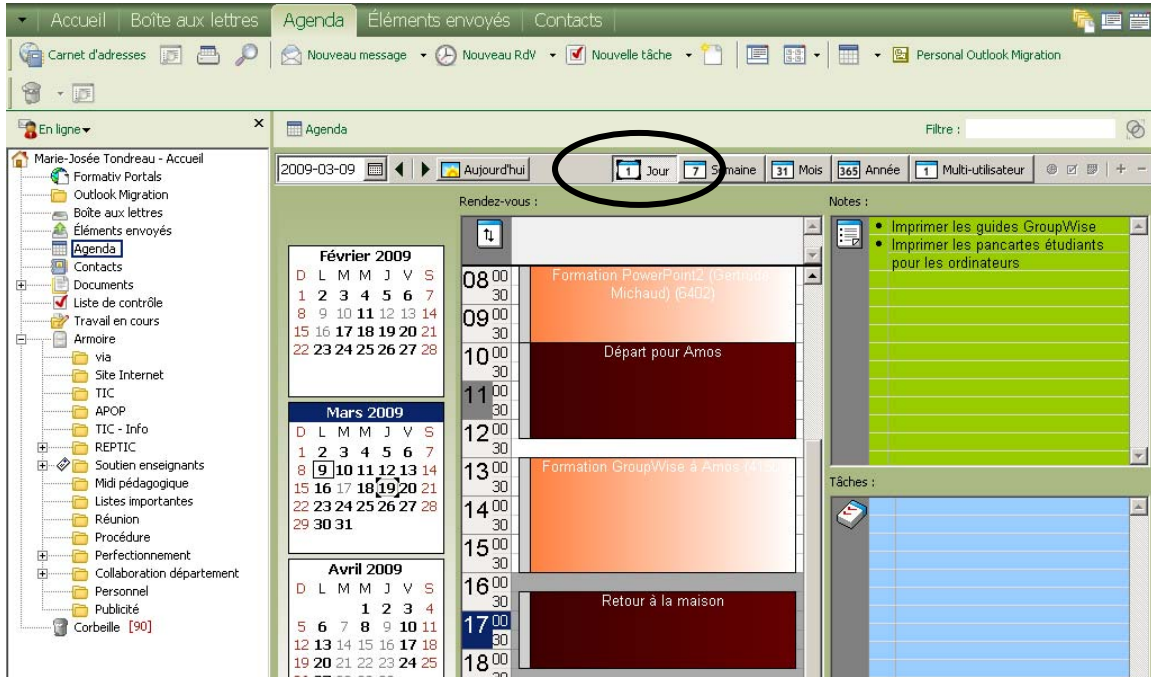 Accueil Boîte aux lettres Agenda Éléments envoyés Contacts
Carnet d'adresses Nouveau message Nouveau RdV Nouvelle tâche Personal Outlook Migration
En ligne
Agenda
Filtre :
Marie-Josée Tondreau - Accueil
Formativ Portals
Outlook Migration
Boîte aux lettres
Éléments envoyés
Agenda
Contacts
Documents
Liste de contrôle
Travail en cours
Armoire
via
Site Internet
TIC
APOP
TIC - Info
REPTIC
Soutien enseignants
Midi pédagogique
Listes importantes
Réunion
Procédure
Perfectionnement
Collaboration département
Personnel
Publicité
Corbeille [90]
2009-03-09 Aujourd'hui 1 Jour 7 Semaine 31 Mois 365 Année 1 Multi-utilisateur
Février 2009
D L M M J V S
1 2 3 4 5 6 7
8 9 10 11 12 13 14
15 16 17 18 19 20 21
22 23 24 25 26 27 28
Mars 2009
D L M M J V S
1 2 3 4 5 6 7
8 9 10 11 12 13 14
15 16 17 18 19 20 21
22 23 24 25 26 27 28
29 30 31
Avril 2009
D L M M J V S
1 2 3 4
5 6 7 8 9 10 11
12 13 14 15 16 17 18
19 20 21 22 23 24 25
Rendez-vous :
08 00
30
09 00
30
10 00
30
11 00
30
12 00
30
13 00
30
14 00
30
15 00
30
16 00
30
17 00
30
18 00
Formation PowerPoint2
Michaud) (6402)
Départ pour Amos
Formation GroupWise à Amos
Retour à la maison
Notes :
• Imprimer les guides GroupWise
• Imprimer les pancartes étudiants
pour les ordinateurs
Tâches :